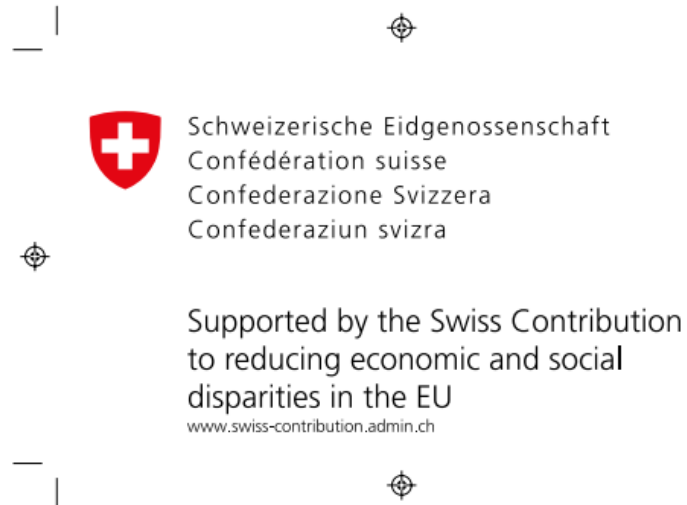 Schweizerische Eidgenossenschaft
Confédération suisse
Confederazione Svizzera
Confederaziun svizra
Supported by the Swiss Contribution
to reducing economic and social
disparities in the EU
www.swiss-contribution.admin.ch